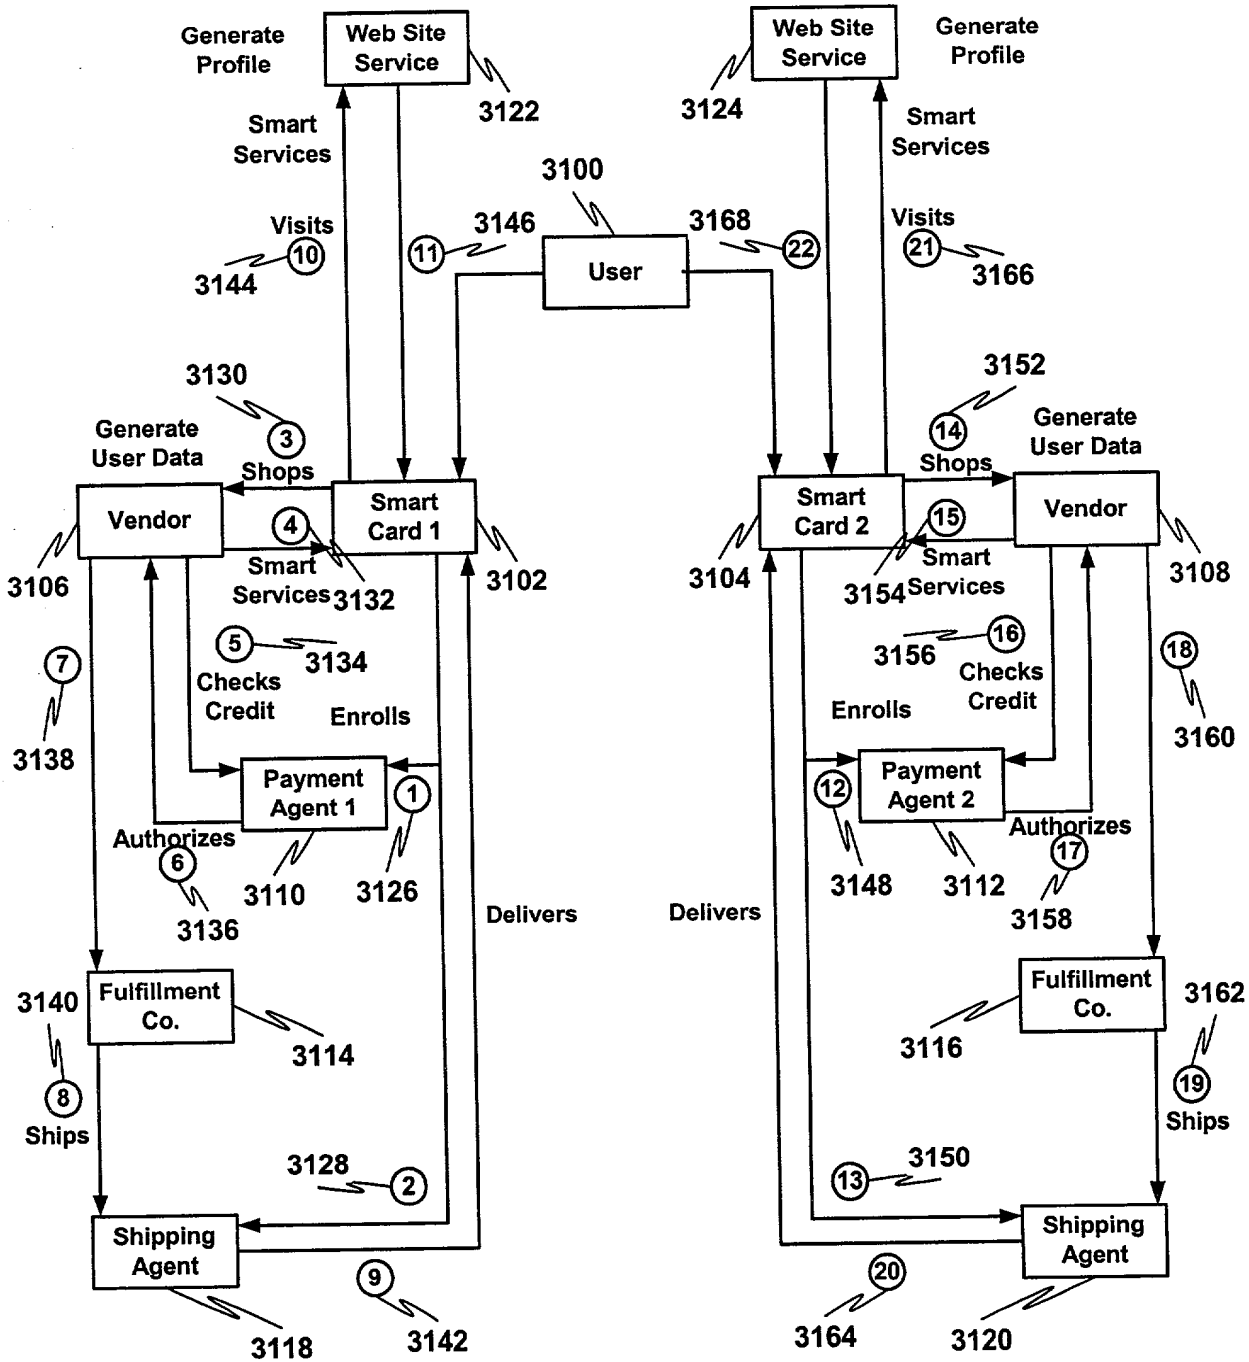 Generate
Profile
Web Site
Service
3122
Smart
Services
Visits
10
3144
11
3146
3100
User
3168
22
Web Site
Service
3124
Generate
Profile
Smart
Services
Visits
21
3166
3130
3
Generate
User Data
Shops
Vendor
3106
4
Smart
Services
3132
Smart
Card 1
3102
5
3134
Checks
Credit
7
3138
Enrolls
Payment
Agent 1
1
3126
3110
Authorizes
6
3136
Delivers
Fulfillment
Co.
3114
3140
8
Ships
3128
2
Shipping
Agent
3118
9
3142
3152
14
Generate
User Data
Shops
Smart
Card 2
3104
15
Smart
Services
3154
Vendor
3108
3156
16
Checks
Credit
18
3160
Enrolls
Payment
Agent 2
12
3148
3112
Authorizes
17
3158
Delivers
Fulfillment
Co.
3116
3162
19
Ships
3150
13
Shipping
Agent
3120
20
3164